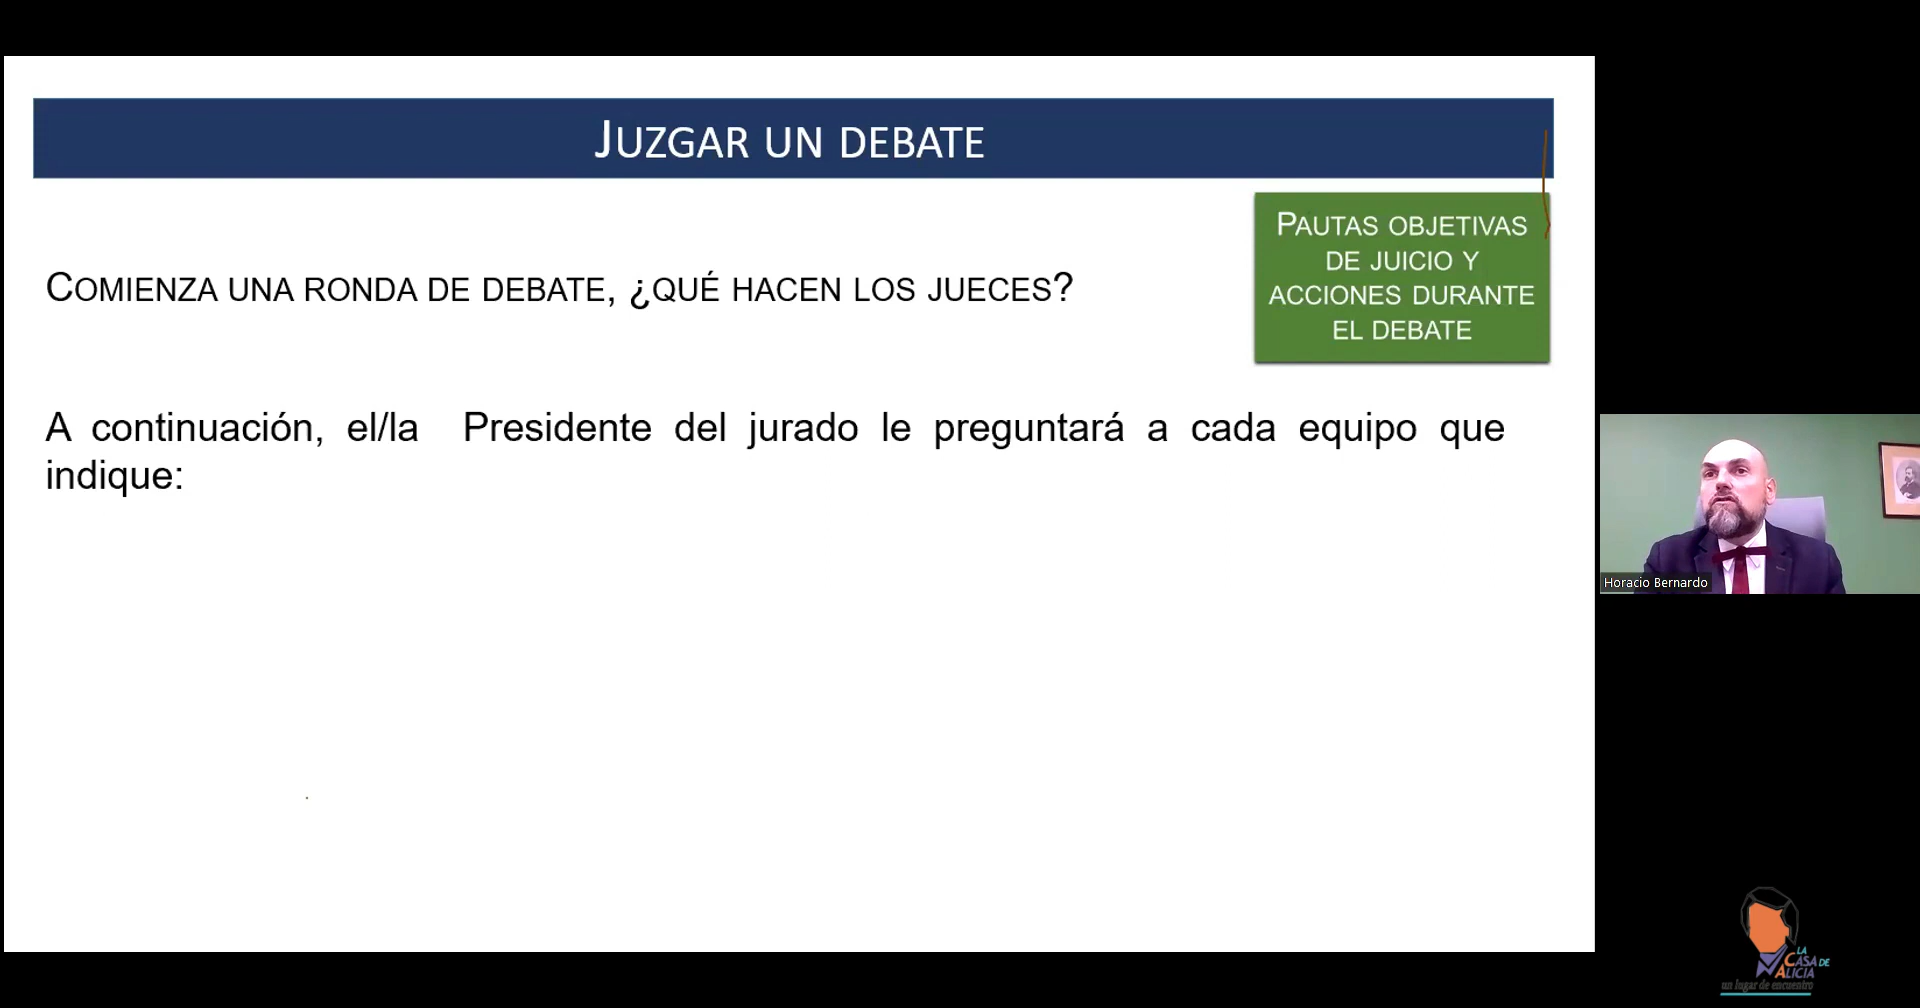 JUZGAR UN DEBATE
PAUTAS OBJETIVAS
DE JUICIO Y
ACCIONES DURANTE
EL DEBATE
COMIENZA UNA RONDA DE DEBATE, ¿QUÉ HACEN LOS JUECES?
A continuación, el/la Presidente del jurado le preguntará a cada equipo que
indique:
Horacio Bernardo
LA
CASA DE
ALICIA
un lugar de encuentro